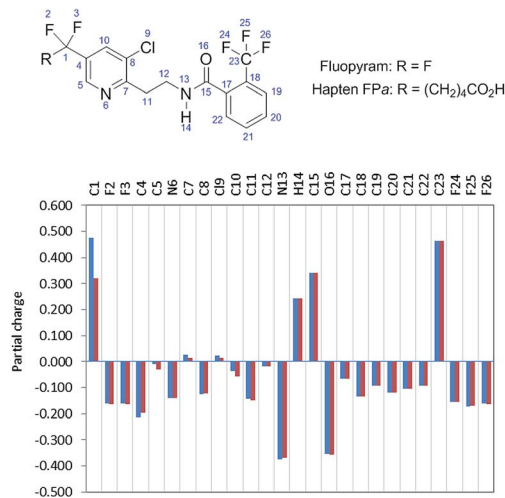 2
3
9
F
F
10
Cl
R
1
8
4
5
N
6
7
11
12
13
N
H
14
16
O
15
17
22
21
20
19
18
25
24
F
26
F
F
C
23
Fluopyram: R = F
Hapten FPa: R = (CH2)4CO2H
C1 F2 F3 C4 C5 N6 C7 C8 Cl9 C10 C11 C12 N13 H14 C15 O16 C17 C18 C19 C20 C21 C22 C23 F24 F25 F26
Partial charge
0.600
0.500
0.400
0.300
0.200
0.100
0.000
-0.100
-0.200
-0.300
-0.400
-0.500